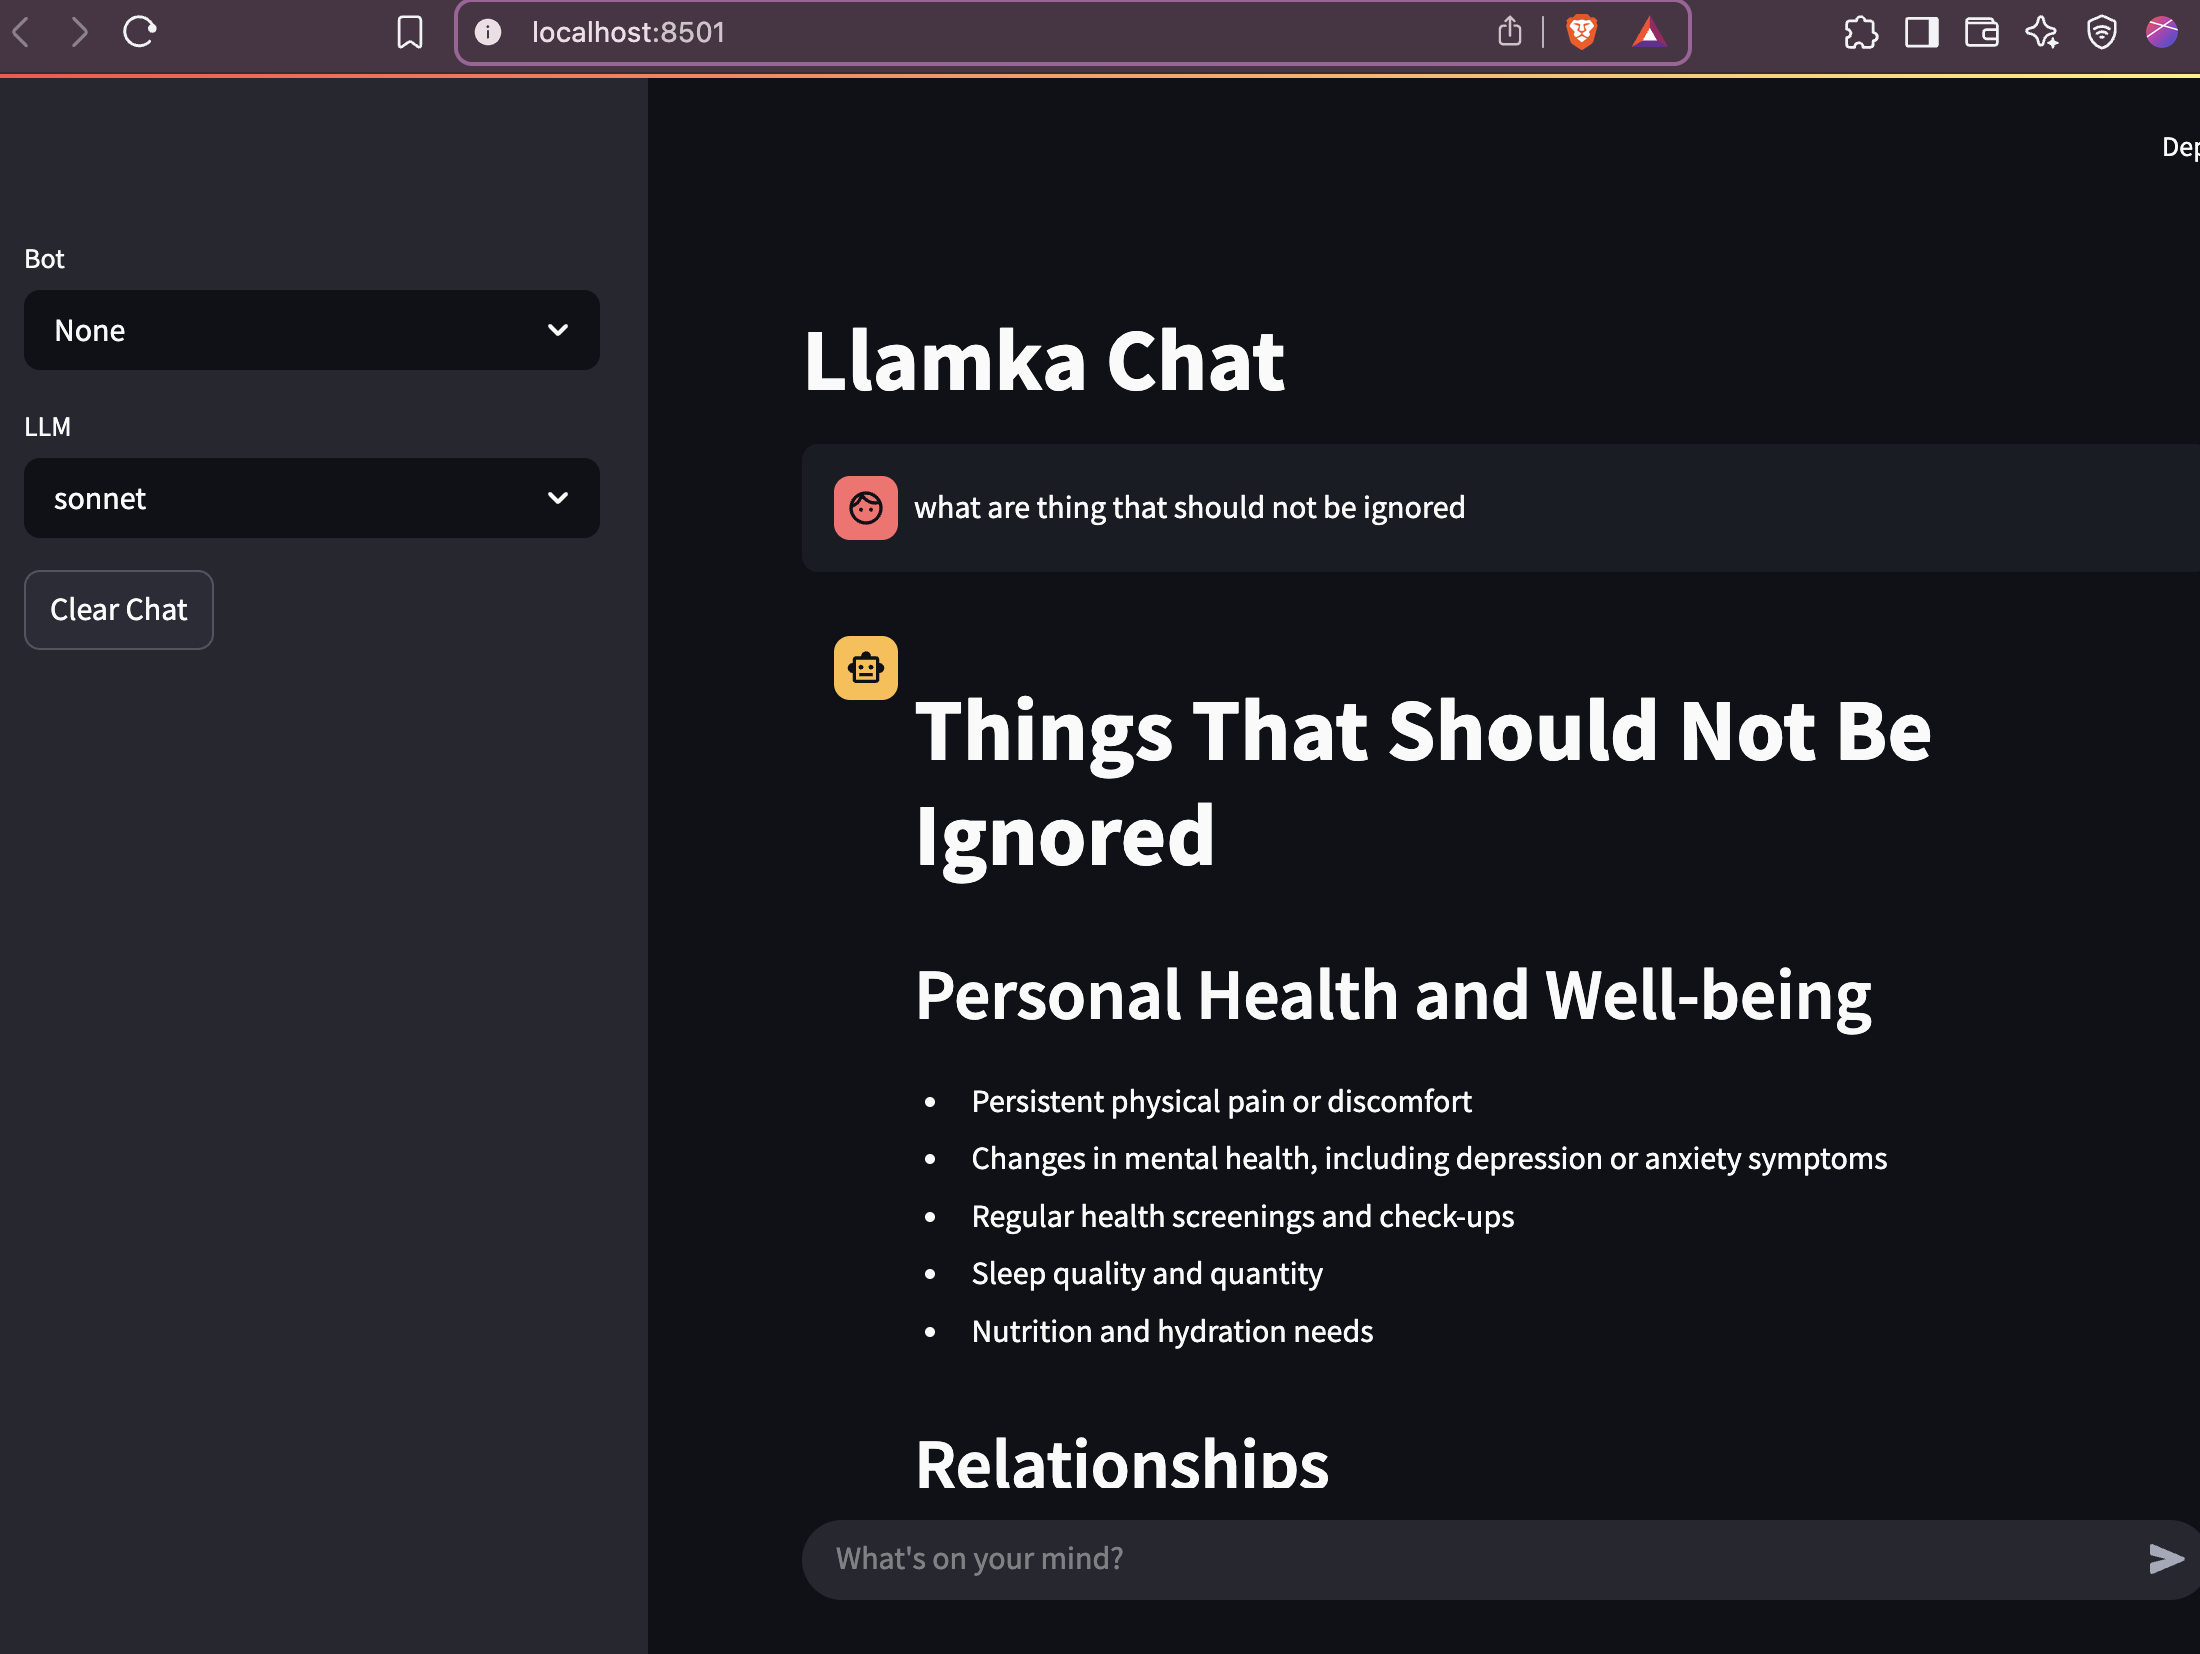 localhost:8501
Bot
None
LLM
sonnet
Clear Chat
Llamka Chat
what are thing that should not be ignored
Things That Should Not Be
Ignored
Personal Health and Well-being
• Persistent physical pain or discomfort
• Changes in mental health, including depression or anxiety symptoms
• Regular health screenings and check-ups
• Sleep quality and quantity
• Nutrition and hydration needs
Relationships
What's on your mind?